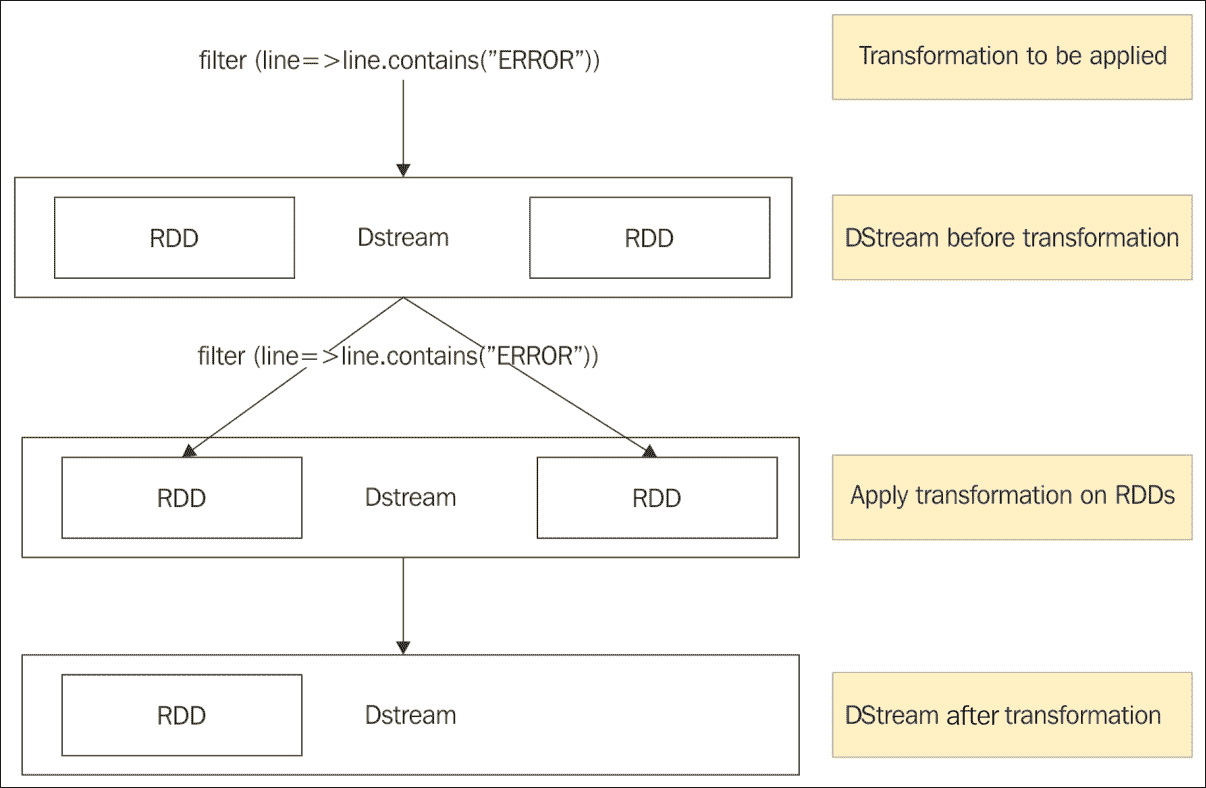 filter (line=>line.contains(”ERROR”))
Transformation to be applied
RDD
Dstream
RDD
DStream before transformation
filter (line=>line.contains(”ERROR”))
RDD
Dstream
RDD
Apply transformation on RDDs
RDD
Dstream
DStream after transformation